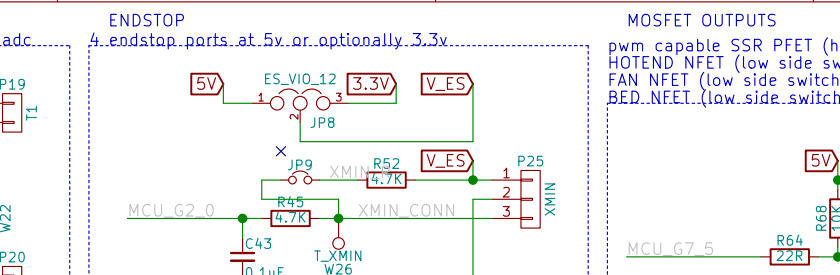 ENDSTOP
MOSFET OUTPUTS
adc
4 endstop ports at 5v or optionally 3.3v
pwm capable SSR PFET (h
HOTEND NFET (low side sw
FAN NFET (low side switch
BED NFET (low side switch
P19
T1
5V
ES_VIO_12
3.3V
V_ES
1
3
2
JP8
JP9
XMIN_R
R52
4.7K
V_ES
P25
1
2
3
XMIN
5V
W22
MCU_G2_0
R45
4.7K
XMIN_CONN
R68
10K
C43
0.1uF
T_XMIN
W26
MCU_G7_5
R64
22R
P20